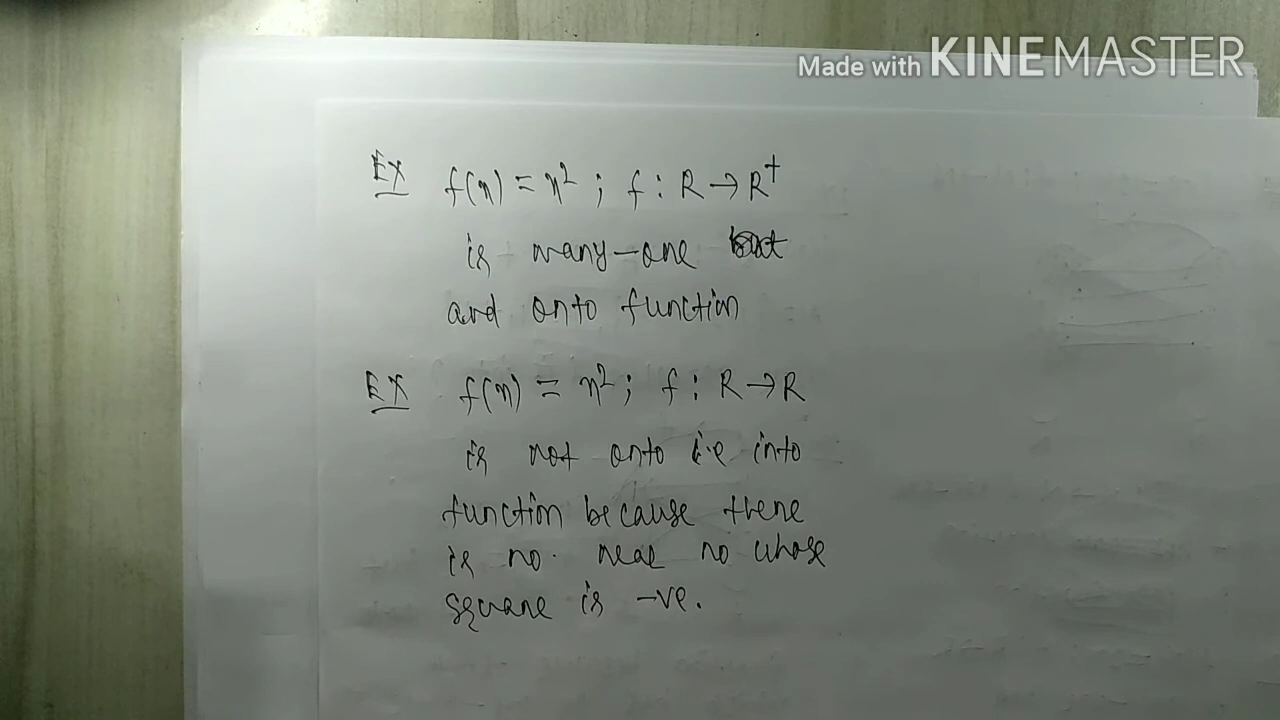 Made with KINEMASTER
Ex f(x) = x² ; f : R → R⁺
is many-one but
and onto function
Ex f(x) = x² ; f : R → R
is not onto i.e into
function because there
is no. real no whose
square is -ve.